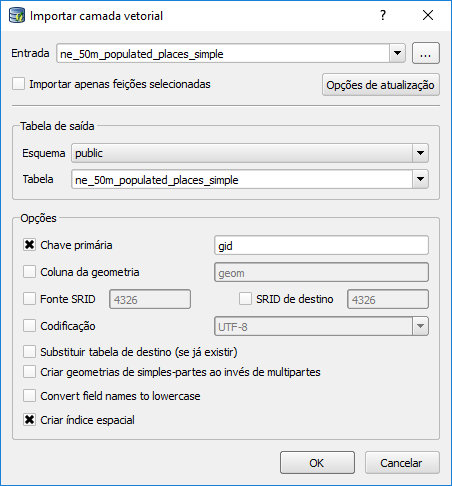 Importar camada vetorial
Entrada ne_50m_populated_places_simple ...
Importar apenas feições selecionadas Opções de atualização
Tabela de saída
Esquema public
Tabela ne_50m_populated_places_simple
Opções
Chave primária gid
Coluna da geometria geom
Fonte SRID 4326 SRID de destino 4326
Codificação UTF-8
Substituir tabela de destino (se já existir)
Criar geometrias de simples-partes ao invés de multipartes
Convert field names to lowercase
Criar índice espacial
OK Cancelar